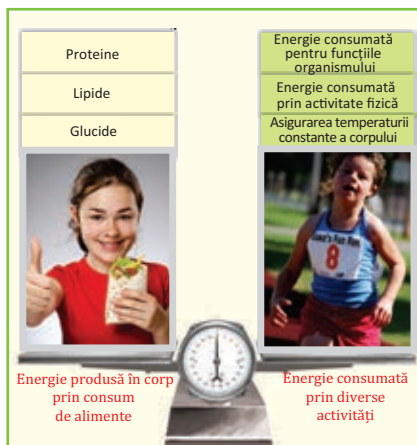 Proteine
Lipide
Glucide
Energie consumată
pentru funcțiile
organismului
Energie consumată
prin activitate fizică
Asigurarea temperaturii
constante a corpului
8
Energie produsă în corp
prin consum
de alimente
Energie consumată
prin diverse
activități